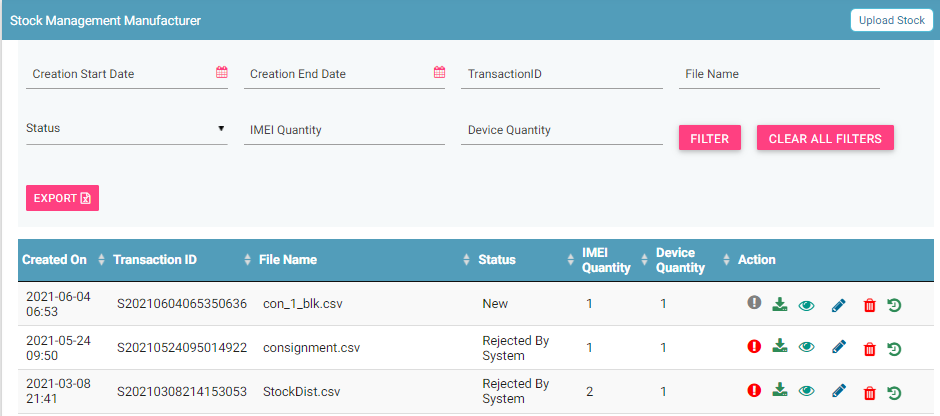 Stock Management Manufacturer
Upload Stock
Creation Start Date
Creation End Date
TransactionID
File Name
Status
IMEI Quantity
Device Quantity
FILTER
CLEAR ALL FILTERS
EXPORT
Created On Transaction ID File Name Status IMEI Quantity Device Quantity Action
2021-06-04 06:53 S20210604065350636 con_1_blk.csv New 1 1
2021-05-24 09:50 S20210524095014922 consignment.csv Rejected By System 1 1
2021-03-08 21:41 S20210308214153053 StockDist.csv Rejected By System 2 1